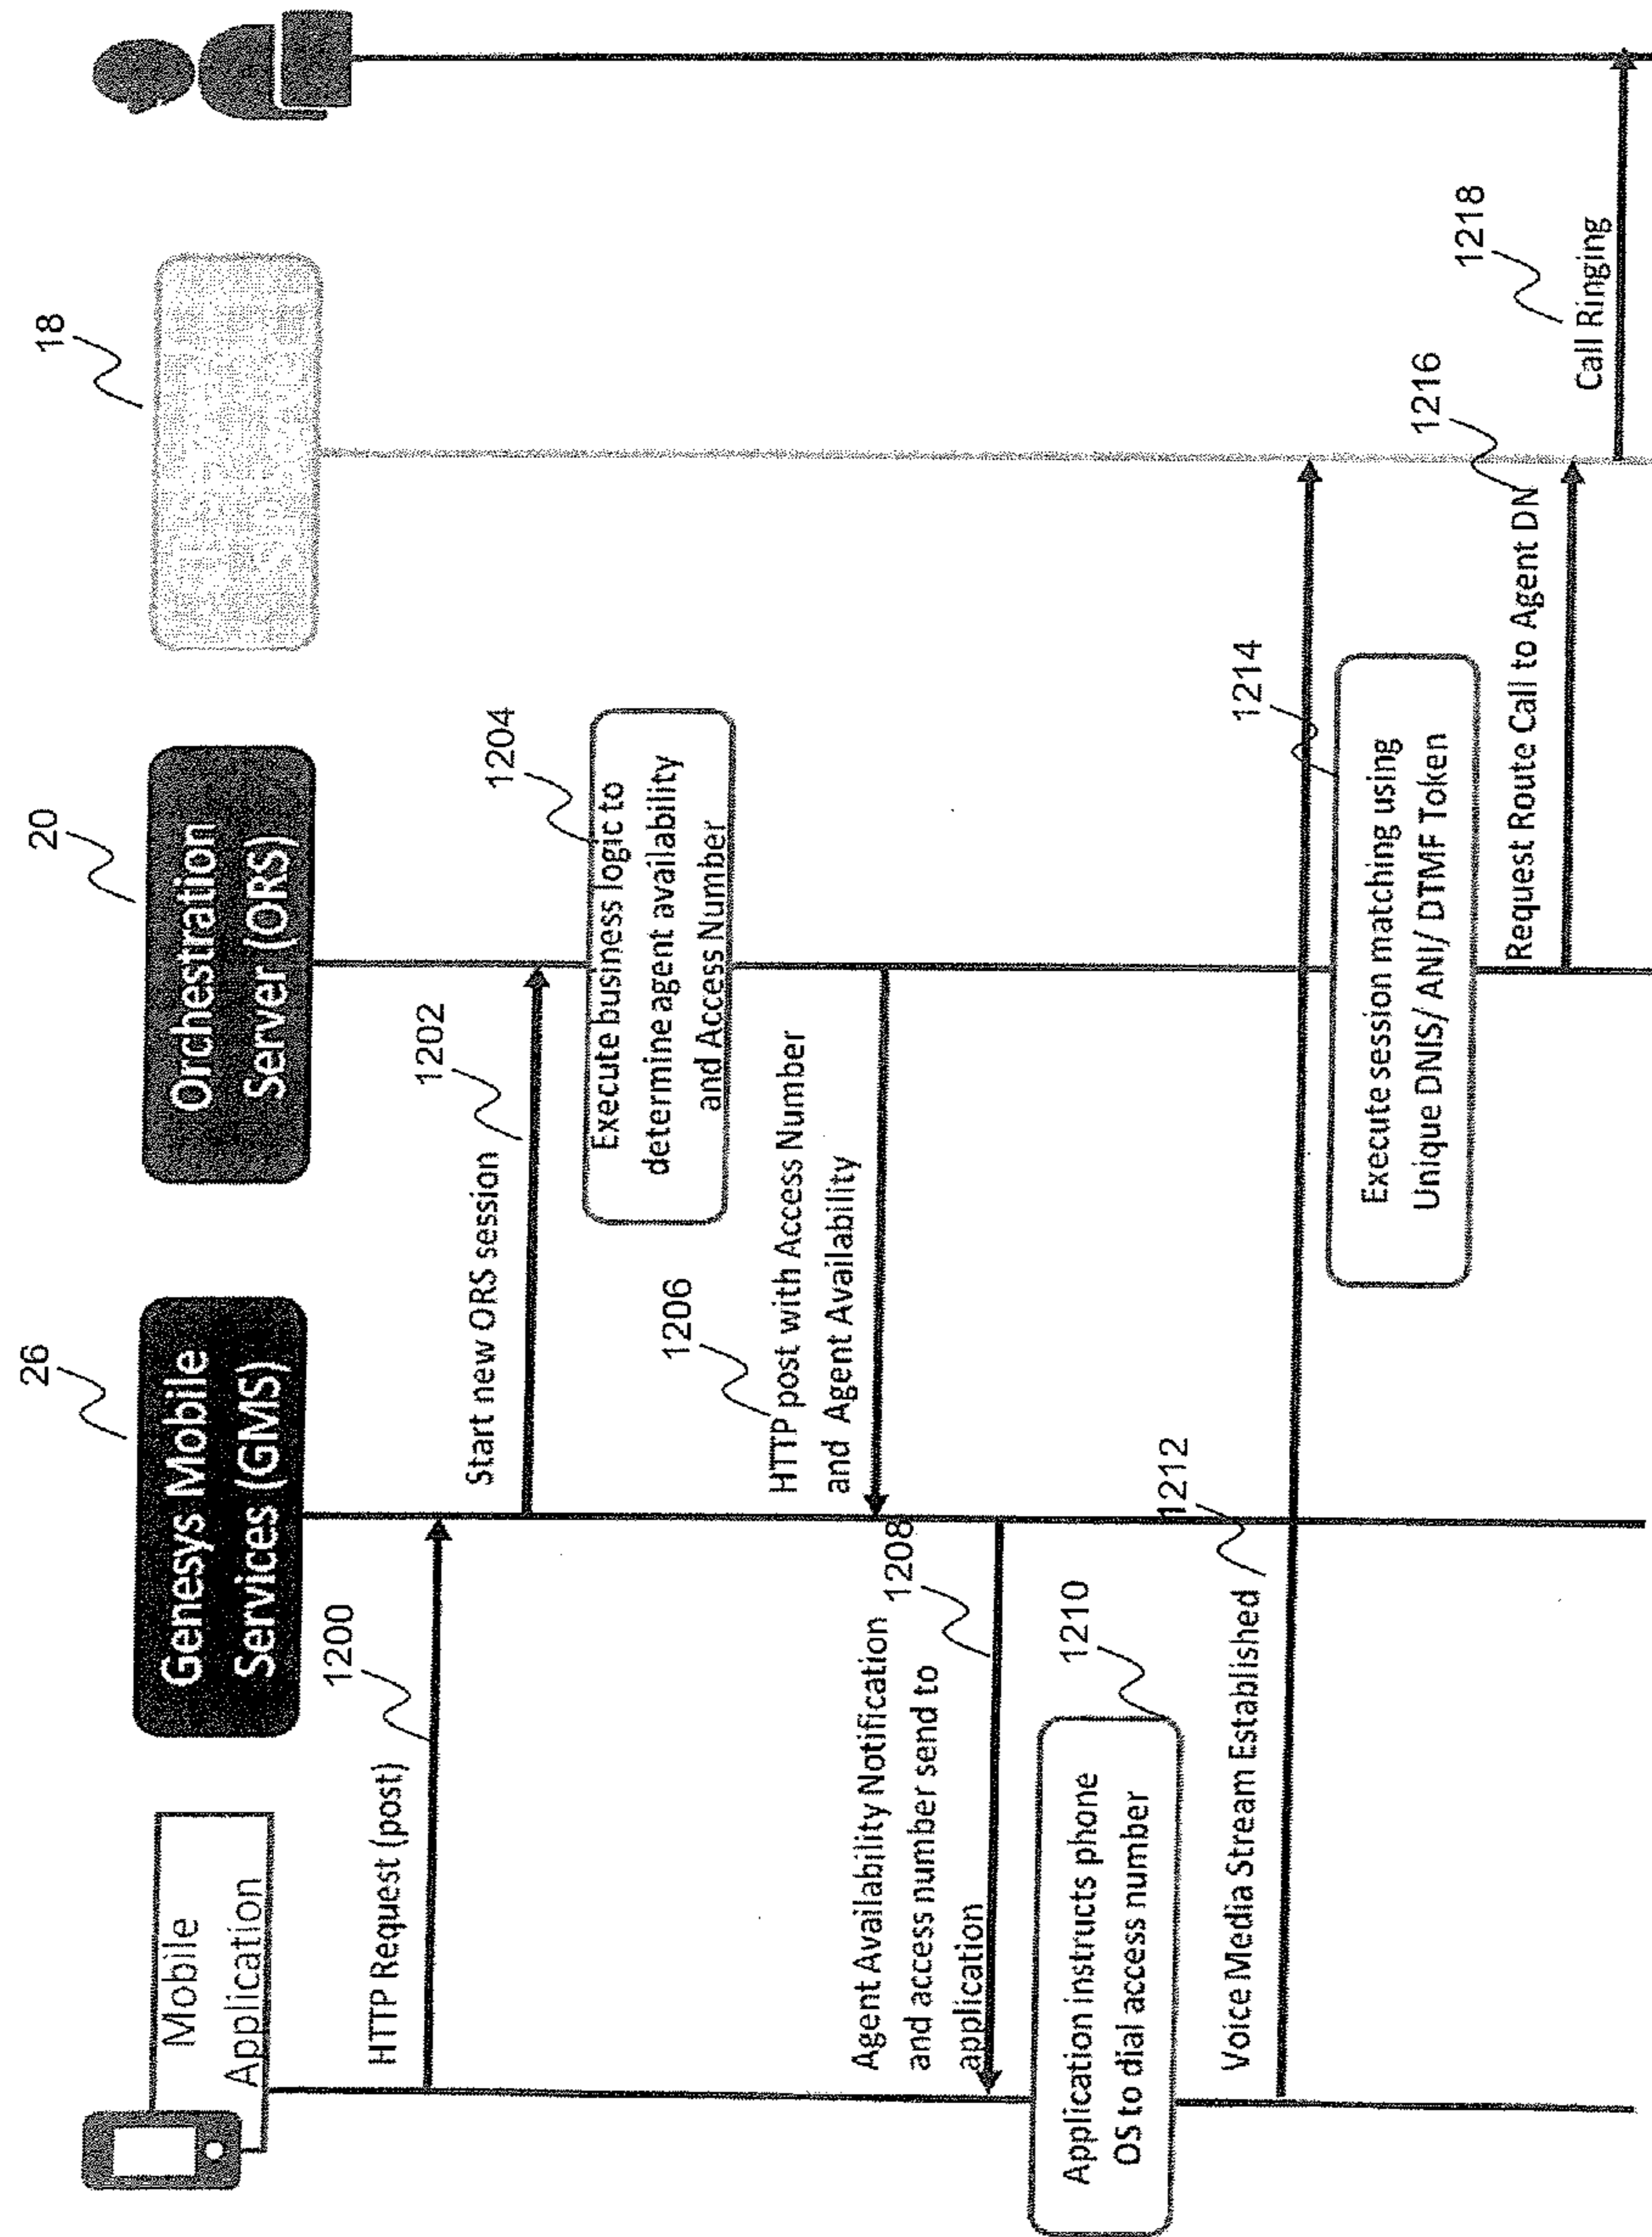 Mobile
Application
26
Genesys Mobile
Services (GMS)
20
Orchestration
Server (ORS)
18
1200
HTTP Request (post)
1202
Start new ORS session
1204
Execute business logic to
determine agent availability
and Access Number
1206
HTTP post with Access Number
and Agent Availability
1208
Agent Availability Notification
and access number send to
application
1210
Application instructs phone
OS to dial access number
1212
Voice Media Stream Established
1214
Execute session matching using
Unique DNIS/ ANI/ DTMF Token
1216
Request Route Call to Agent DN
1218
Call Ringing